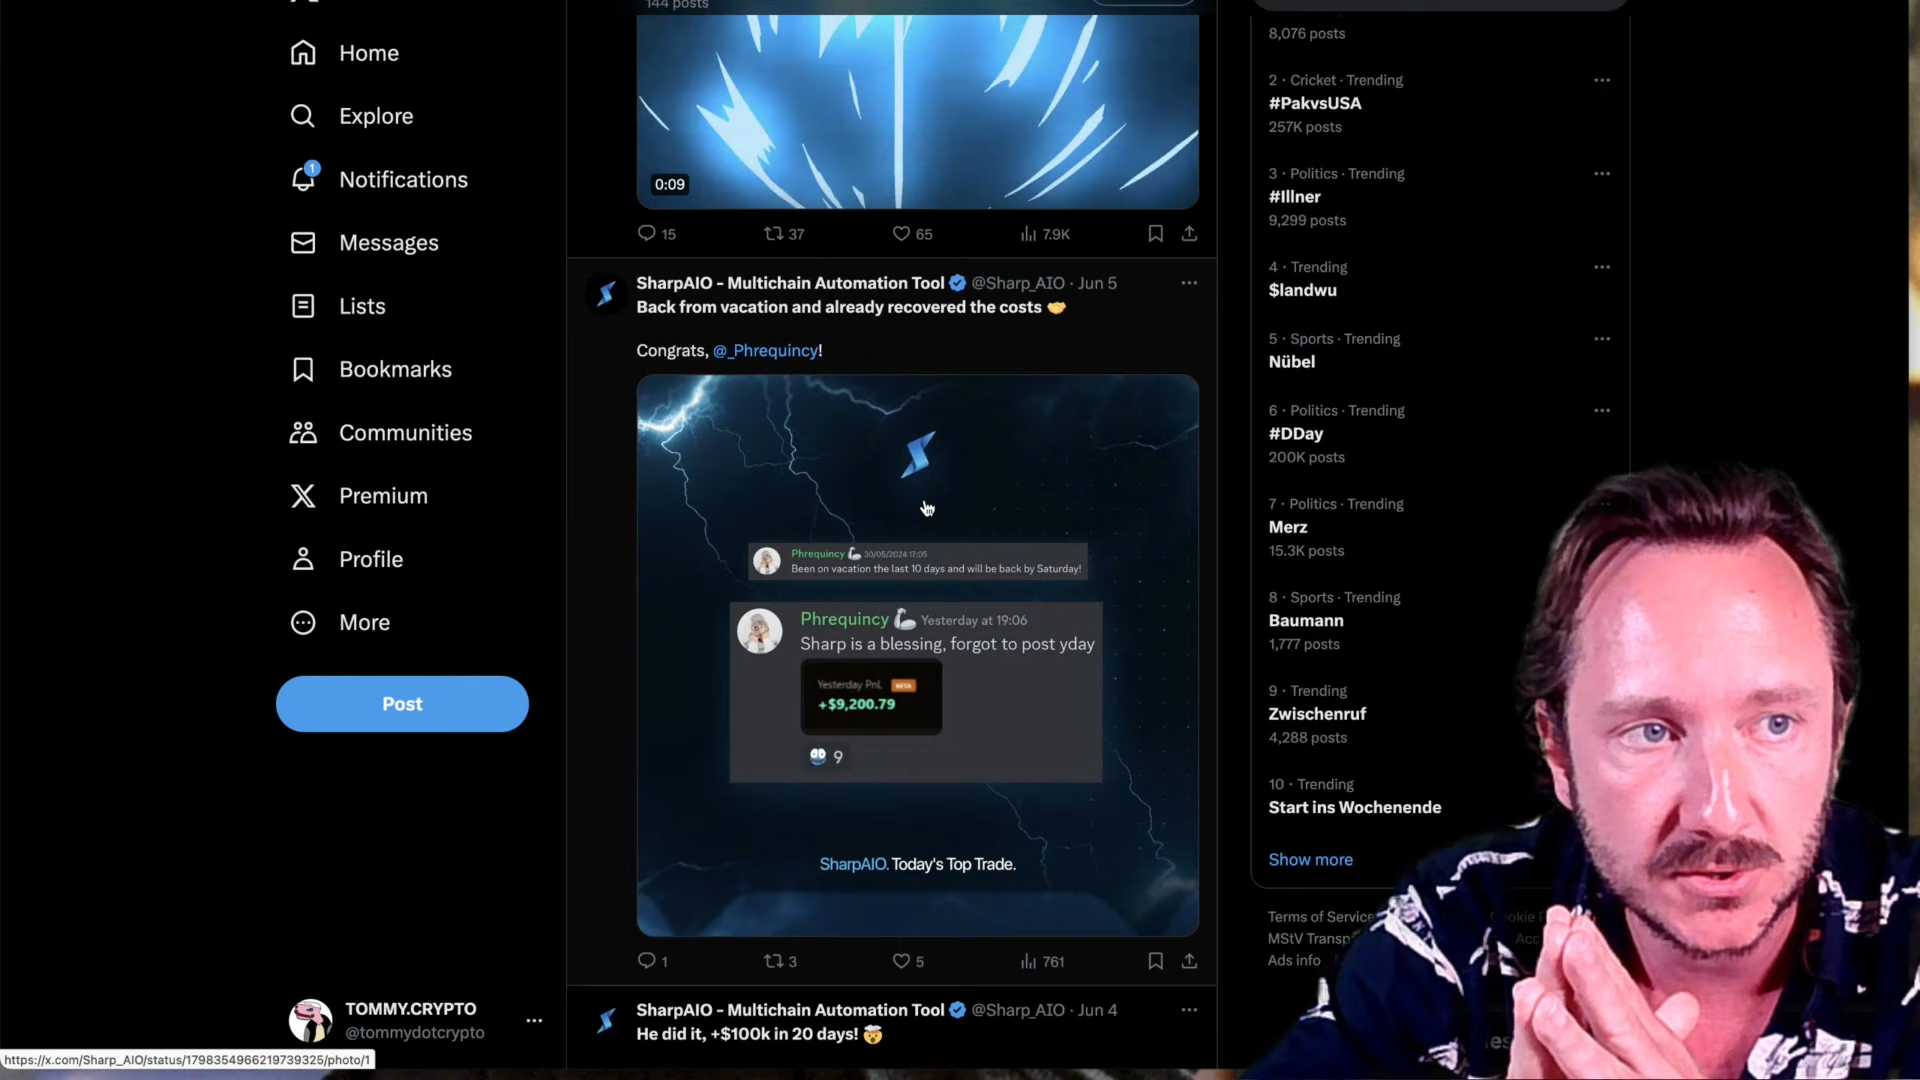 144 posts
Home
Explore
1
Notifications
Messages
Lists
Bookmarks
Communities
Premium
Profile
More
Post
TOMMY.CRYPTO
@tommydotcrypto
https://x.com/Sharp_AIO/status/1798354966219739325/photo/1
0:09
15
37
65
7.9K
SharpAIO - Multichain Automation Tool @Sharp_AIO · Jun 5
Back from vacation and already recovered the costs
Congrats, @_Phrequincy!
Phrequincy 30/05/2024 17:05
Been on vacation the last 10 days and will be back by Saturday!
Phrequincy Yesterday at 19:06
Sharp is a blessing, forgot to post yday
Yesterday PnL BETA
+$9,200.79
9
SharpAIO. Today's Top Trade.
1
3
5
761
SharpAIO - Multichain Automation Tool @Sharp_AIO · Jun 4
He did it, +$100k in 20 days!
8,076 posts
2 · Cricket · Trending
#PakvsUSA
257K posts
3 · Politics · Trending
#Illner
9,299 posts
4 · Trending
$landwu
5 · Sports · Trending
Nübel
6 · Politics · Trending
#DDay
200K posts
7 · Politics · Trending
Merz
15.3K posts
8 · Sports · Trending
Baumann
1,777 posts
9 · Trending
Zwischenruf
4,288 posts
10 · Trending
Start ins Wochenende
Show more
Terms of Service
MStV Transp
Ads info